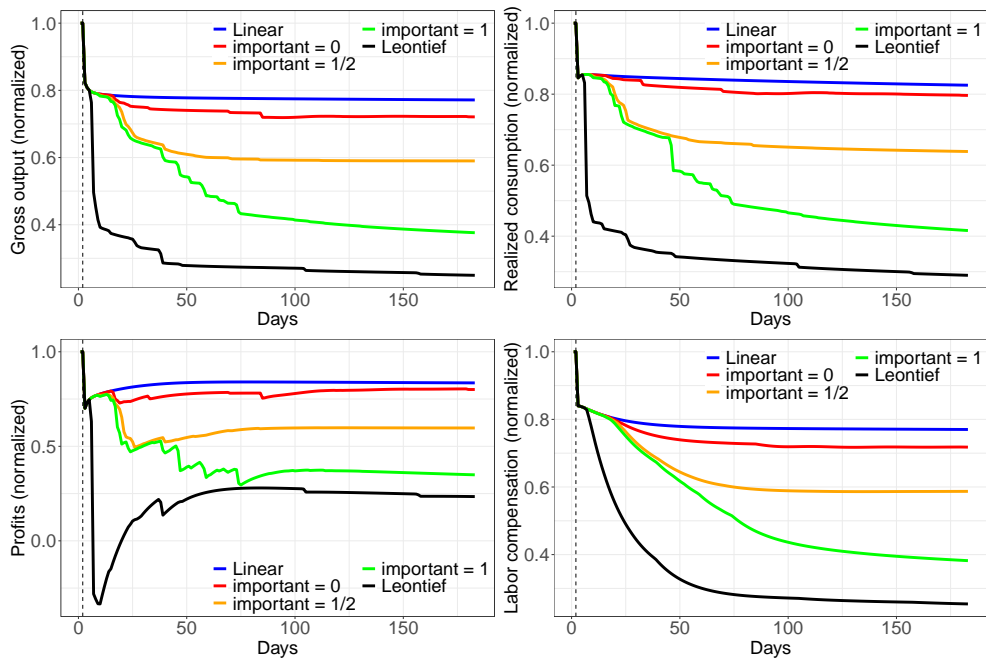 Gross output (normalized)
1.0
0.8
0.6
0.4
Linear
important = 0
important = 1/2
important = 1
Leontief
0
50
100
150
Days
Realized consumption (normalized)
1.0
0.8
0.6
0.4
Linear
important = 0
important = 1/2
important = 1
Leontief
0
50
100
150
Days
Profits (normalized)
1.0
0.5
0.0
Linear
important = 0
important = 1/2
important = 1
Leontief
0
50
100
150
Days
Labor compensation (normalized)
1.0
0.8
0.6
0.4
Linear
important = 0
important = 1/2
important = 1
Leontief
0
50
100
150
Days